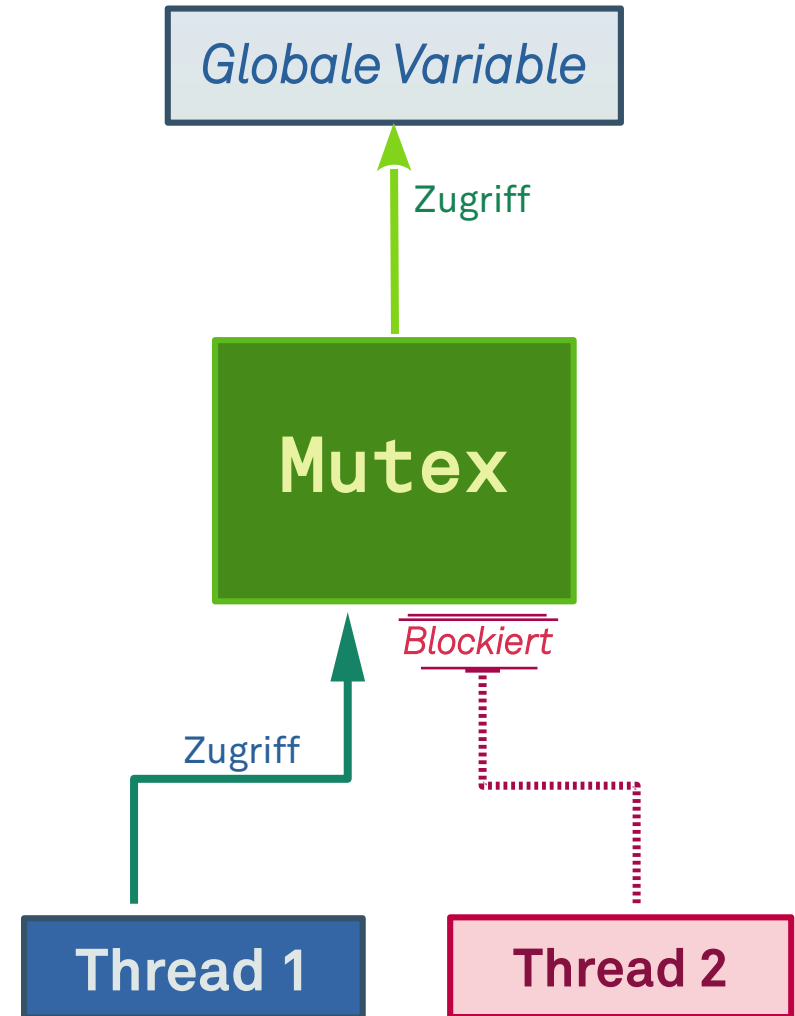 Globale Variable
Zugriff
Mutex
Blockiert
Zugriff
Thread 1
Thread 2